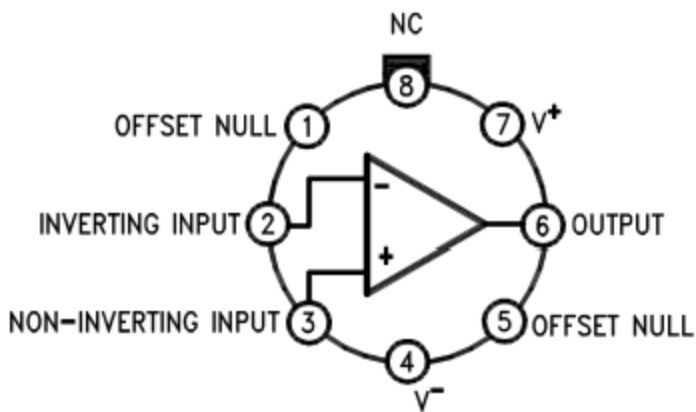 NC
8
OFFSET NULL 1
7 V+
INVERTING INPUT 2
-
6 OUTPUT
+
NON-INVERTING INPUT 3
5 OFFSET NULL
4
V-